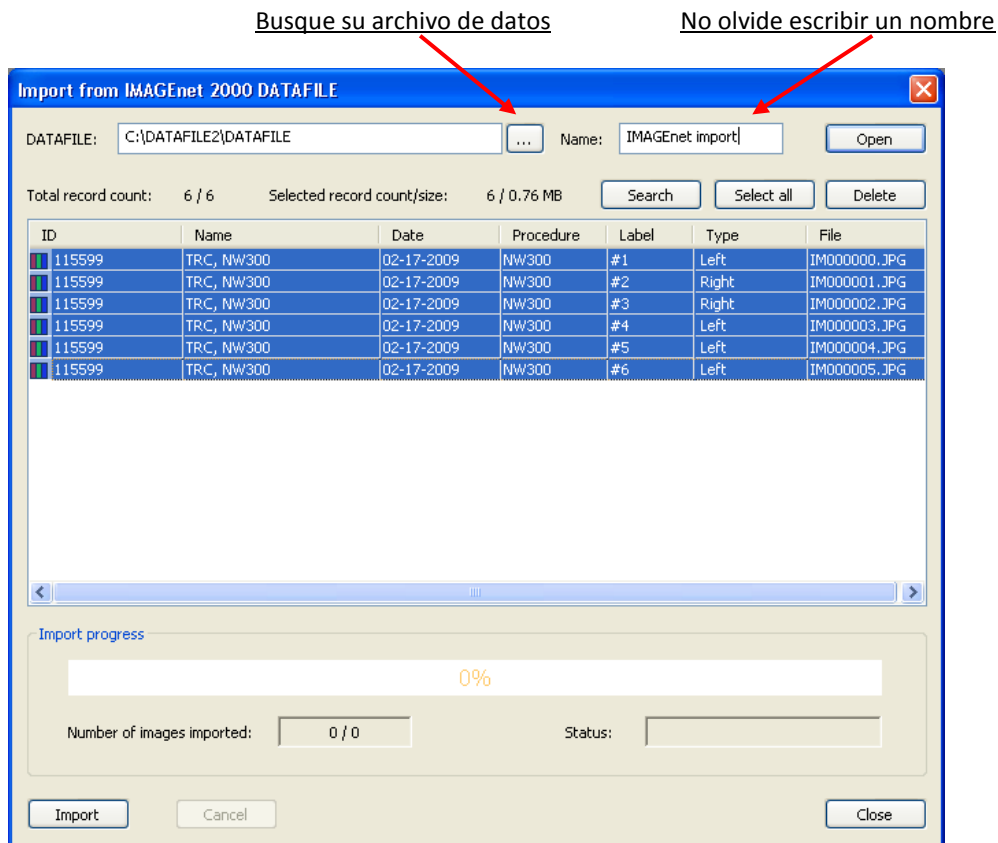 Busque su archivo de datos No olvide escribir un nombre
Import from IMAGEnet 2000 DATAFILE
DATAFILE: C:\DATAFILE2\DATAFILE ... Name: IMAGEnet import Open
Total record count: 6 / 6 Selected record count/size: 6 / 0.76 MB Search Select all Delete
ID Name Date Procedure Label Type File
115599 TRC, NW300 02-17-2009 NW300 #1 Left IM000000.JPG
115599 TRC, NW300 02-17-2009 NW300 #2 Right IM000001.JPG
115599 TRC, NW300 02-17-2009 NW300 #3 Right IM000002.JPG
115599 TRC, NW300 02-17-2009 NW300 #4 Left IM000003.JPG
115599 TRC, NW300 02-17-2009 NW300 #5 Left IM000004.JPG
115599 TRC, NW300 02-17-2009 NW300 #6 Left IM000005.JPG
Import progress
0%
Number of images imported: 0 / 0 Status:
Import Cancel Close